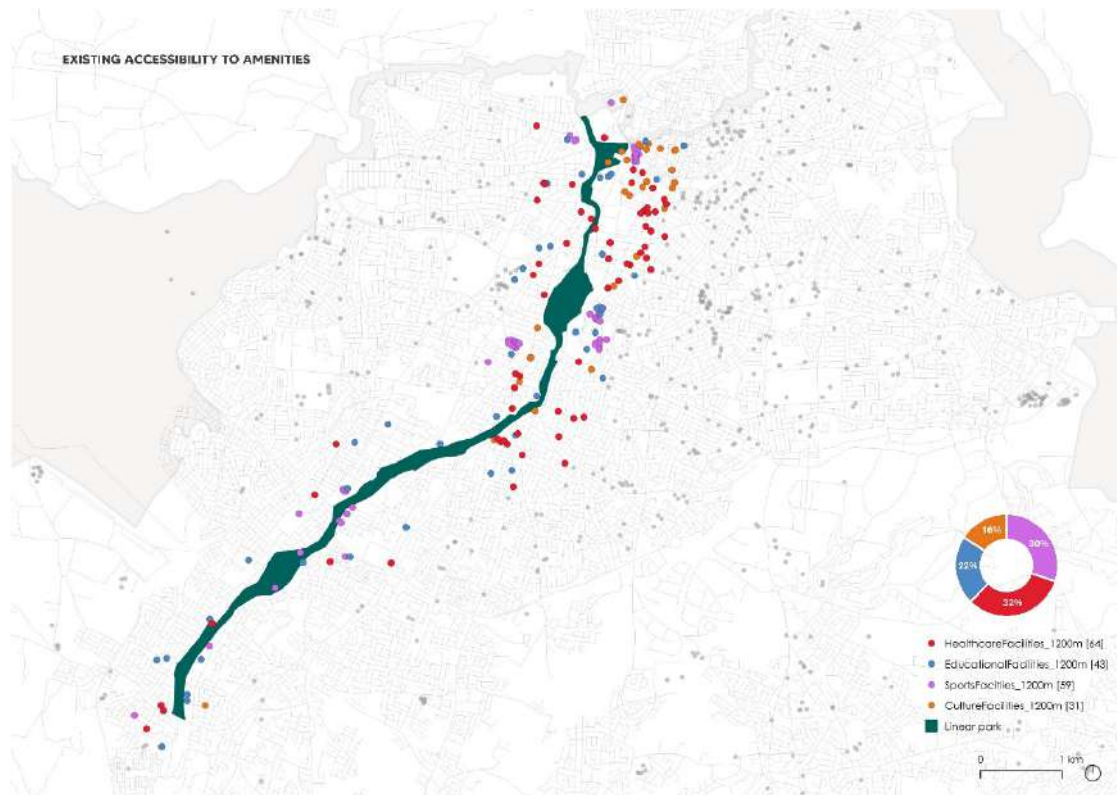 EXISTING ACCESSIBILITY TO AMENITIES
16%
30%
22%
32%
HealthcareFacilities_1200m [64]
EducationalFacilities_1200m [43]
SportsFacilities_1200m [59]
CultureFacilities_1200m [31]
Linear park
0 1 km